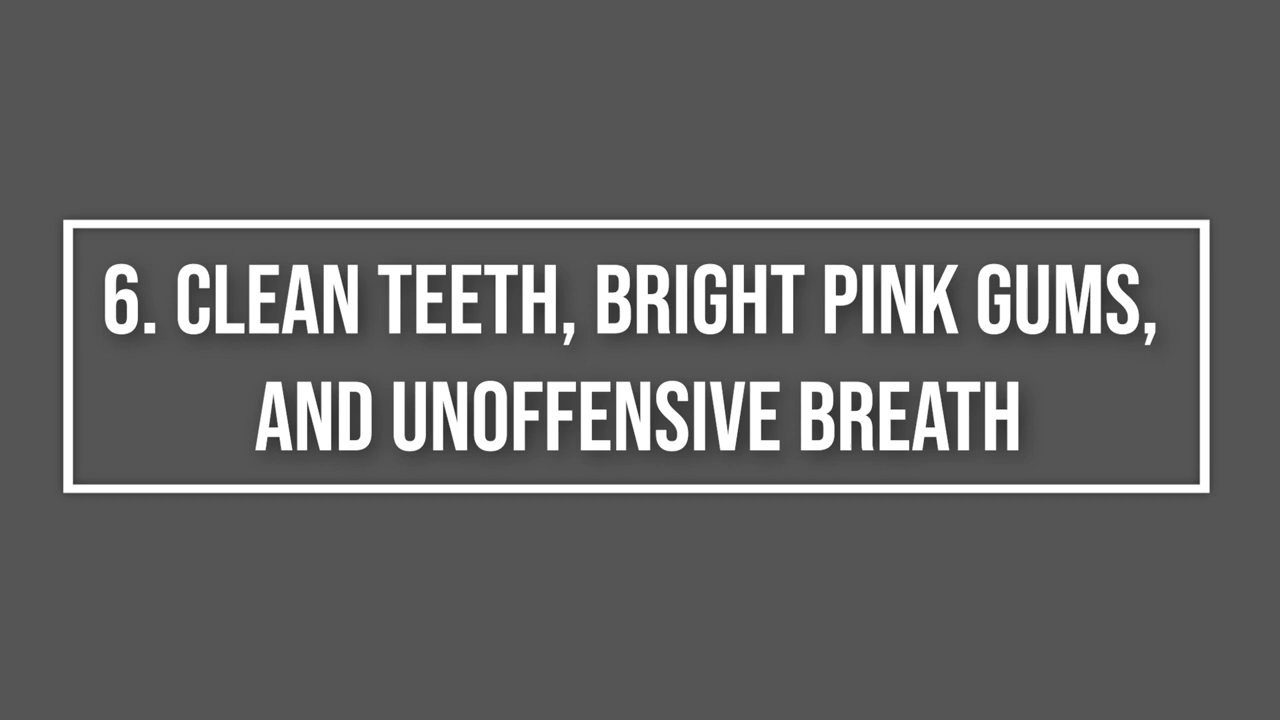 6. CLEAN TEETH, BRIGHT PINK GUMS,
AND UNOFFENSIVE BREATH